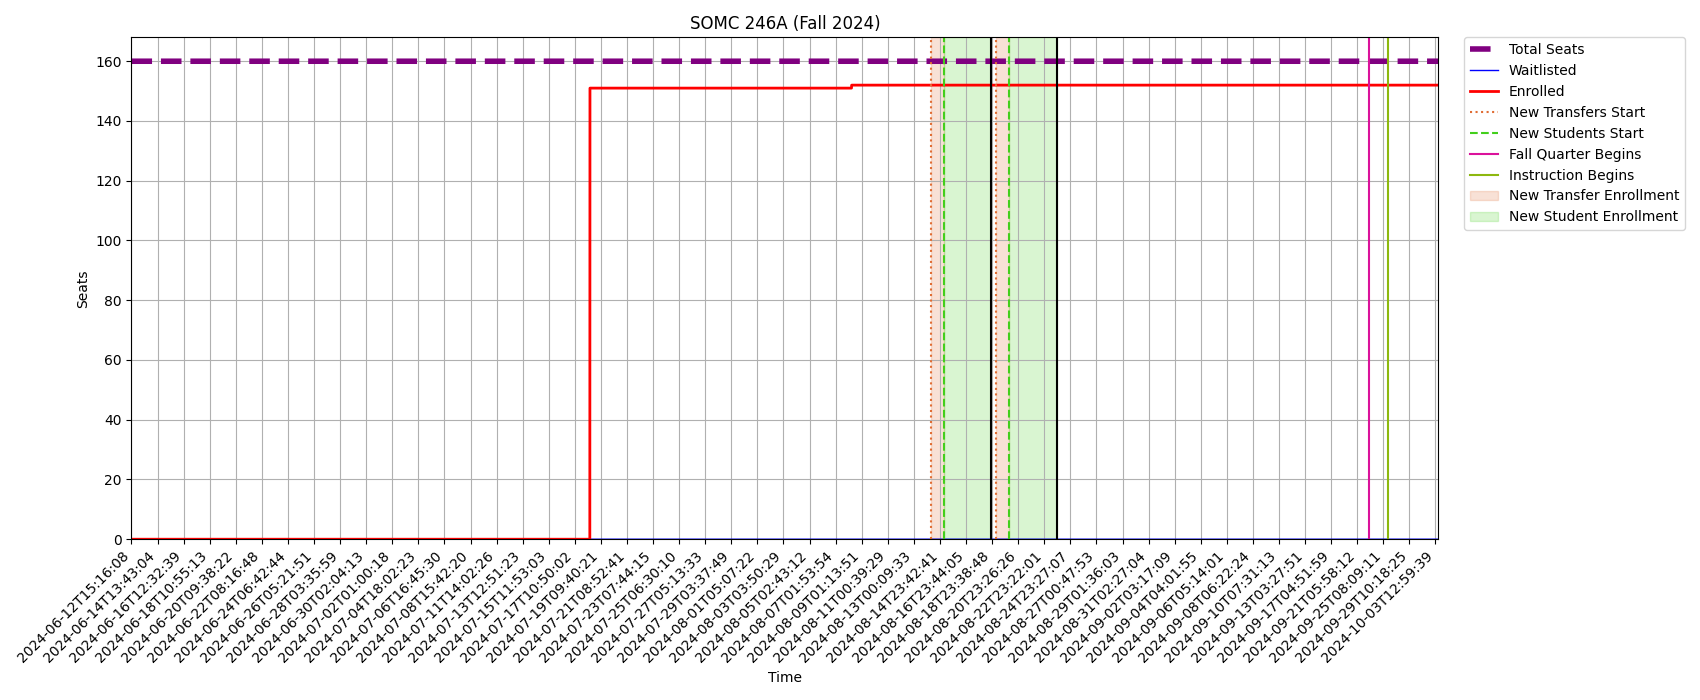 SOMC 246A (Fall 2024)
Seats
160
140
120
100
80
60
40
20
0
2024-06-12T15:16:08
2024-06-14T13:43:04
2024-06-16T12:32:39
2024-06-18T10:55:13
2024-06-20T09:38:22
2024-06-22T08:16:48
2024-06-24T06:42:44
2024-06-26T05:21:51
2024-06-28T03:35:59
2024-06-30T02:04:13
2024-07-02T01:00:18
2024-07-04T18:02:23
2024-07-06T16:45:30
2024-07-08T15:42:20
2024-07-11T14:02:26
2024-07-13T12:51:23
2024-07-15T11:53:03
2024-07-17T10:50:02
2024-07-19T09:40:21
2024-07-21T08:52:41
2024-07-23T07:44:15
2024-07-25T06:30:10
2024-07-27T05:13:33
2024-07-29T03:37:49
2024-08-01T05:07:22
2024-08-03T03:50:29
2024-08-05T02:43:12
2024-08-07T01:53:54
2024-08-09T01:13:51
2024-08-11T00:39:29
2024-08-13T00:09:33
2024-08-14T23:42:41
2024-08-16T23:44:05
2024-08-18T23:38:48
2024-08-20T23:26:26
2024-08-22T23:22:01
2024-08-24T23:27:07
2024-08-27T00:47:53
2024-08-29T01:36:03
2024-08-31T02:27:04
2024-09-02T03:17:09
2024-09-04T04:01:55
2024-09-06T05:14:01
2024-09-08T06:22:24
2024-09-10T07:31:13
2024-09-13T03:27:51
2024-09-17T04:51:59
2024-09-21T05:58:12
2024-09-25T08:09:11
2024-09-29T10:18:25
2024-10-03T12:59:39
Time
Total Seats
Waitlisted
Enrolled
New Transfers Start
New Students Start
Fall Quarter Begins
Instruction Begins
New Transfer Enrollment
New Student Enrollment